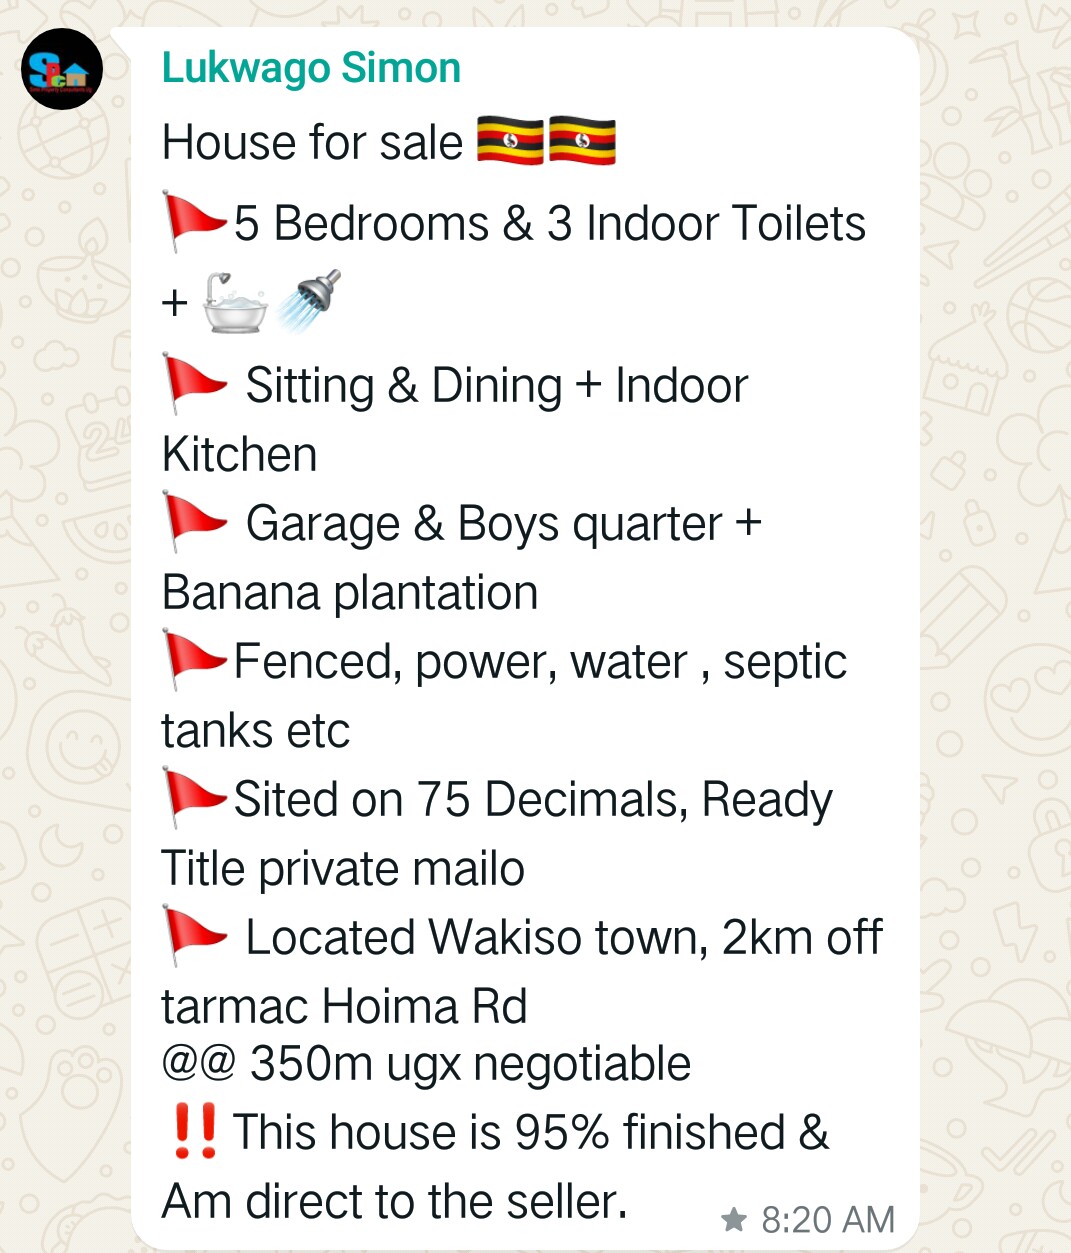 Lukwago Simon
House for sale 🇺🇬🇺🇬
🚩5 Bedrooms & 3 Indoor Toilets
+ 🛁🚿
🚩 Sitting & Dining + Indoor
Kitchen
🚩 Garage & Boys quarter +
Banana plantation
🚩Fenced, power, water , septic
tanks etc
🚩Sited on 75 Decimals, Ready
Title private mailo
🚩 Located Wakiso town, 2km off
tarmac Hoima Rd
@@ 350m ugx negotiable
‼️This house is 95% finished &
Am direct to the seller.
8:20 AM